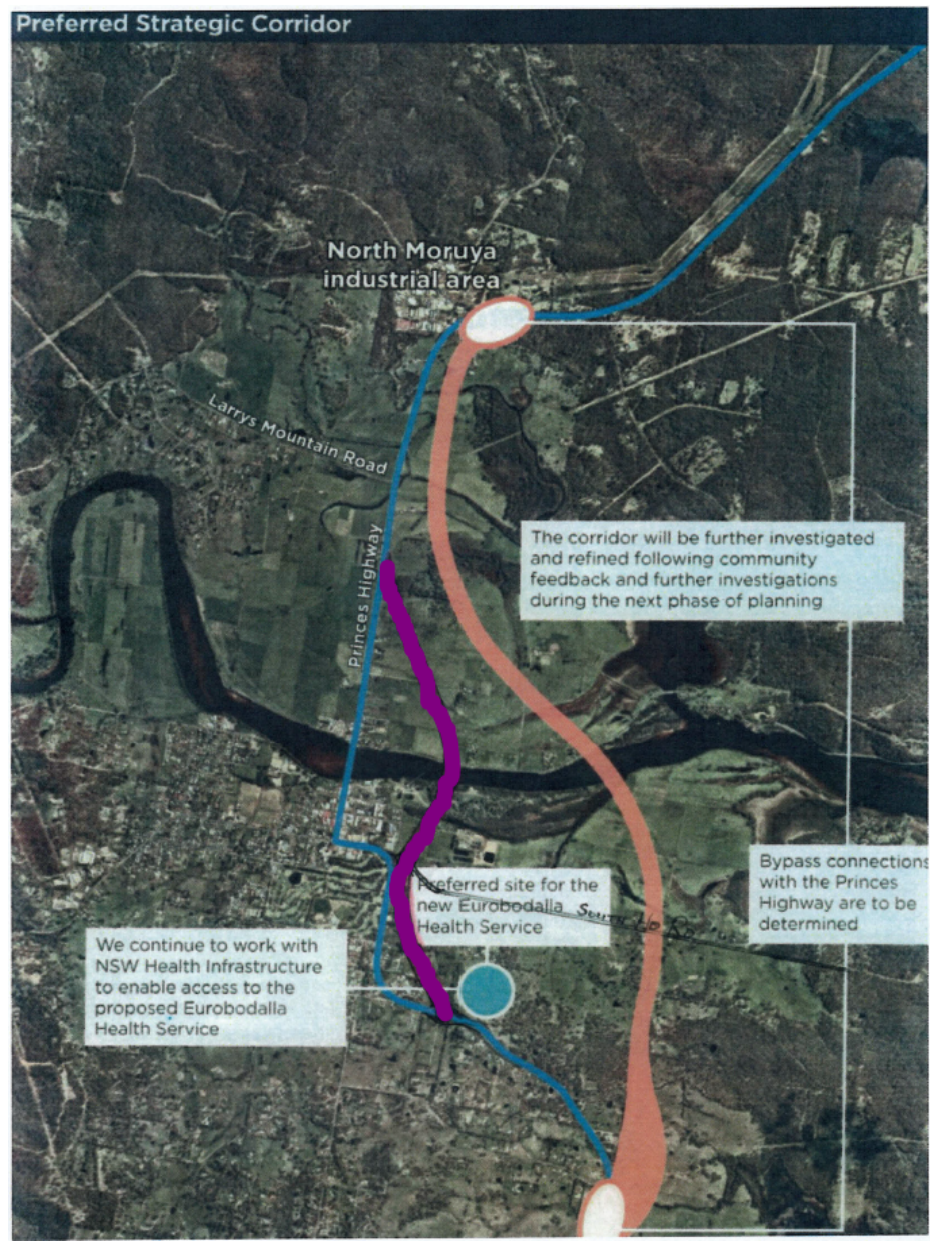 Preferred Strategic Corridor
North Moruya
industrial area
Larrys Mountain Road
Princes Highway
The corridor will be further investigated
and refined following community
feedback and further investigations
during the next phase of planning
Preferred site for the
new Eurobodalla
Health Service
South Hd Rd
Bypass connections
with the Princes
Highway are to be
determined
We continue to work with
NSW Health Infrastructure
to enable access to the
proposed Eurobodalla
Health Service